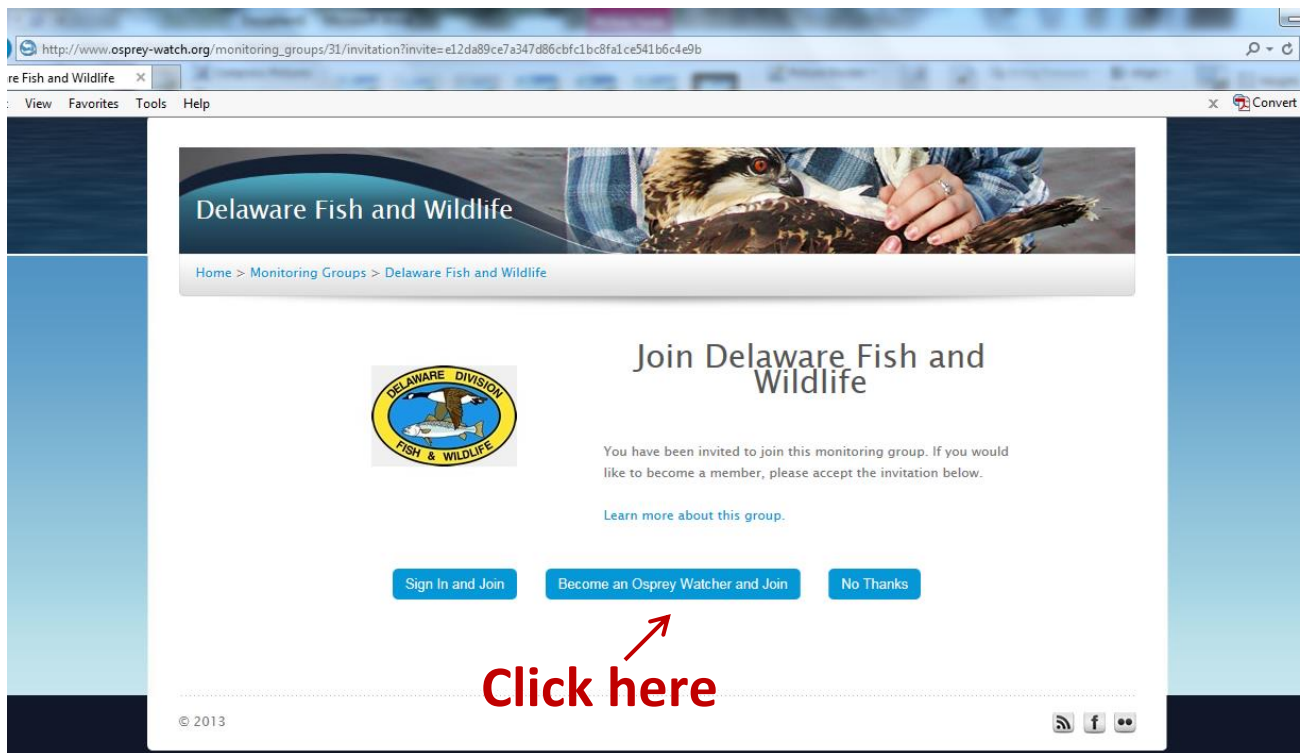 http://www.osprey-watch.org/monitoring_groups/31/invitation?invite=e12da89ce7a347d86cbfc1bc8fa1ce541b6c4e9b
re Fish and Wildlife
View Favorites Tools Help
x Convert
Delaware Fish and Wildlife
Home > Monitoring Groups > Delaware Fish and Wildlife
DELAWARE DIVISION
FISH & WILDLIFE
Join Delaware Fish and
Wildlife
You have been invited to join this monitoring group. If you would
like to become a member, please accept the invitation below.
Learn more about this group.
Sign In and Join
Become an Osprey Watcher and Join
No Thanks
Click here
© 2013